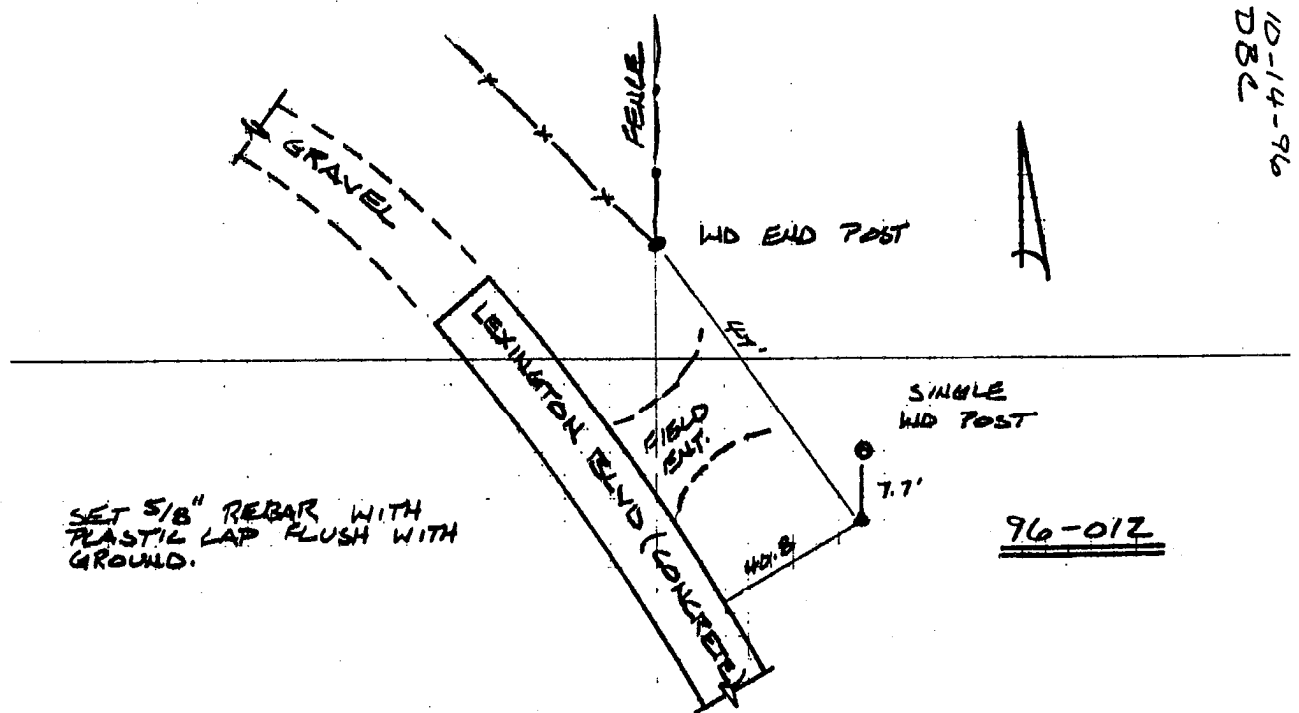 10-14-96
DBC
FENCE
GRAVEL
WD END POST
47'
LEXINGTON BLVD (CONCRETE)
FIELD
ENT.
SINGLE
WD POST
7.7'
SET 5/8" REBAR WITH
PLASTIC CAP FLUSH WITH
GROUND.
96-012